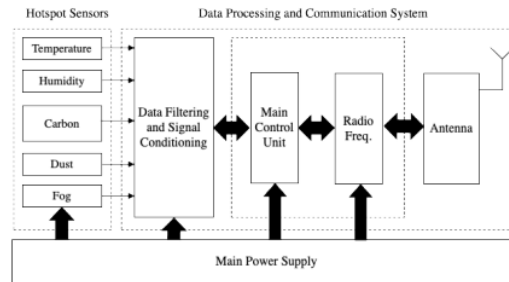 Hotspot Sensors
Data Processing and Communication System
Temperature
Humidity
Carbon
Dust
Fog
Data Filtering
and Signal
Conditioning
Main
Control
Unit
Radio
Freq.
Antenna
Main Power Supply